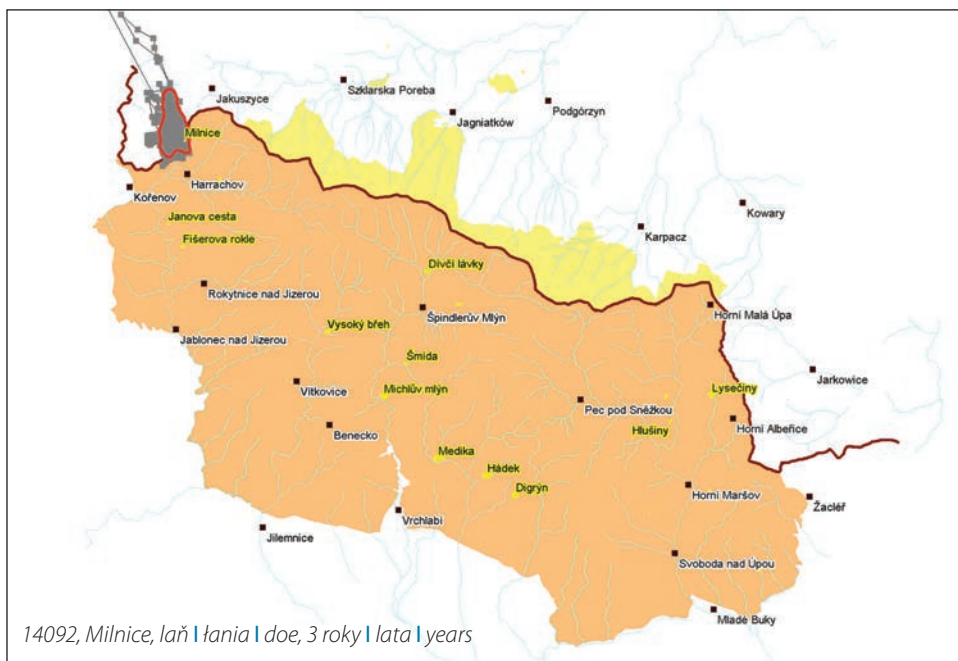 Szklarska Poreba
Jakuszyce
Podgórzyn
Jagniatków
Milnice
Harrachov
Kořenov
Kowary
Janova cesta
Karpacz
Fišerova rokle
Dívčí lávky
Rokytnice nad Jizerou
Špindlerův Mlýn
Horní Malá Úpa
Vysoký břeh
Jablonec nad Jizerou
Šmída
Jarkowice
Vítkovice
Michlův mlýn
Lysečiny
Pec pod Sněžkou
Benecko
Hlušiny
Horní Albeřice
Medika
Hádek
Digrýn
Horní Maršov
Žacléř
Vrchlabí
Jilemnice
Svoboda nad Úpou
Mladé Buky
14092, Milnice, laň | łania | doe, 3 roky | lata | years